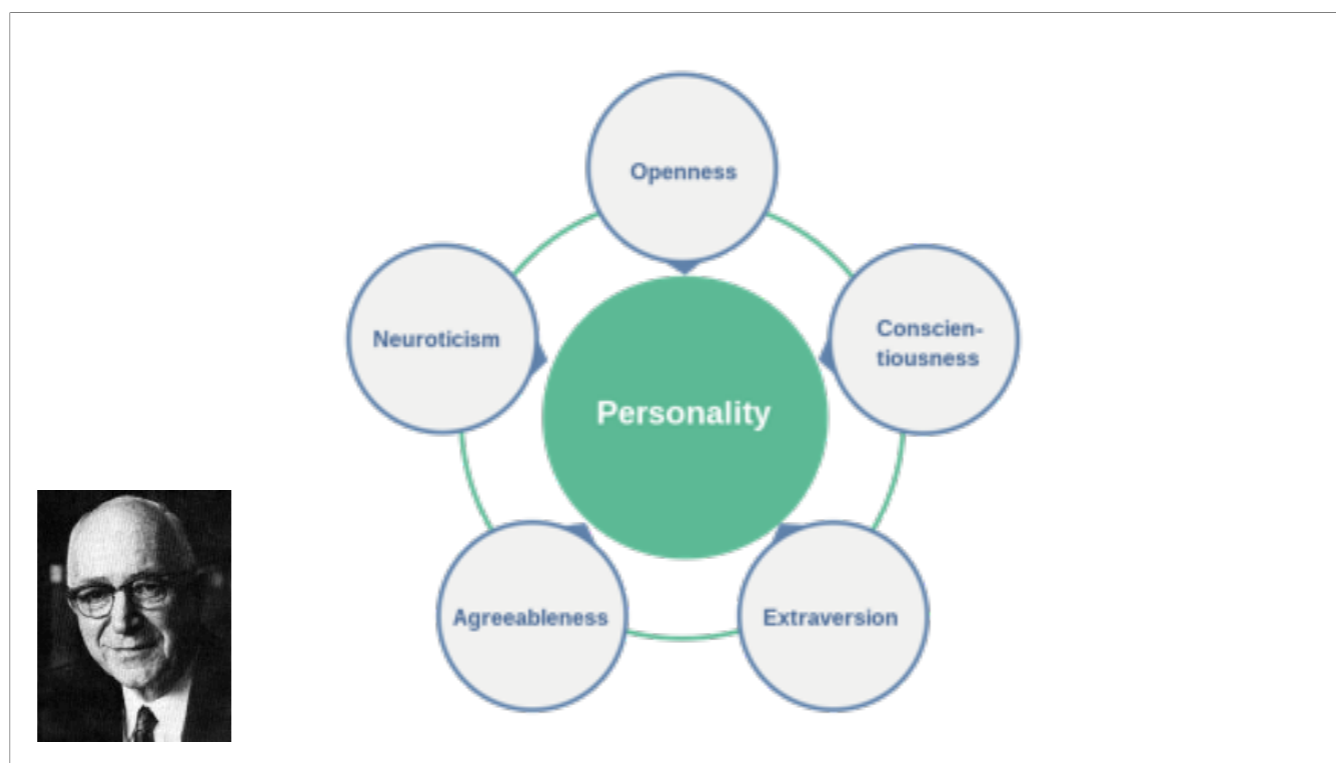 Openness
Neuroticism
Conscien-
tiousness
Personality
Agreeableness
Extraversion